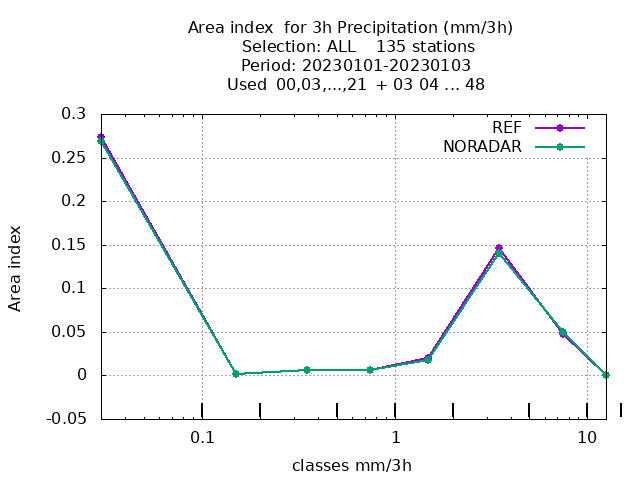 Area index  for 3h Precipitation (mm/3h)
Selection: ALL    135 stations
Period: 20230101-20230103
Used  00,03,...,21  + 03 04 ... 48
REF
NORADAR
0.3
0.25
0.2
0.15
0.1
0.05
0
-0.05
Area index
0.1
1
10
classes mm/3h